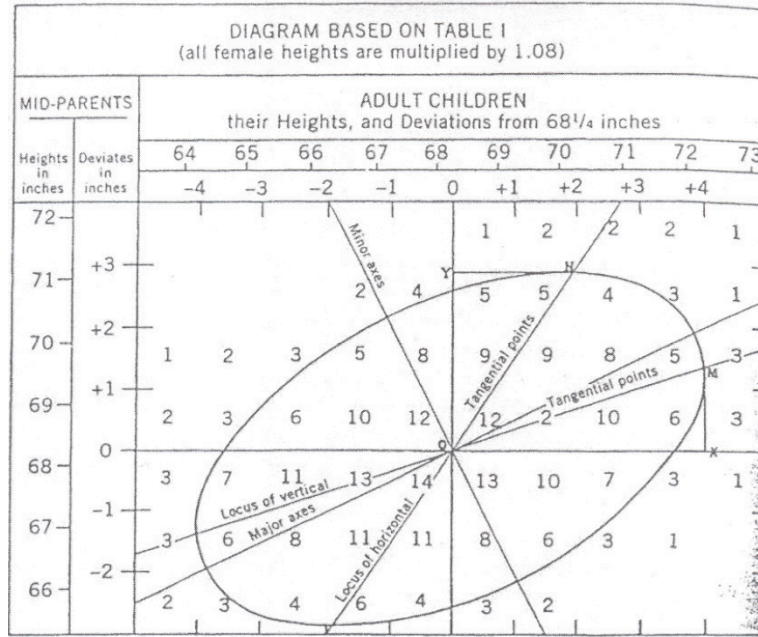 DIAGRAM BASED ON TABLE I
(all female heights are multiplied by 1.08)
MID-PARENTS
ADULT CHILDREN
their Heights, and Deviations from 68 1/4 inches
Heights in inches
Deviates in inches
64 65 66 67 68 69 70 71 72 73
-4 -3 -2 -1 0 +1 +2 +3 +4
72
1 2 2 2 1
Minor axes
+3
71
Y N
2 4 5 5 4 3 1
+2
70
1 2 3 5 8 9 9 8 5 3
Tangential points
M
+1
Tangential points
69
2 3 6 10 12 12 2 10 6 3
0
O X
68
3 7 11 13 14 13 10 7 3 1
Locus of vertical
-1
Major axes
Locus of horizontal
67
3 6 8 11 11 8 6 3 1
-2
66
2 3 4 6 4 3 2